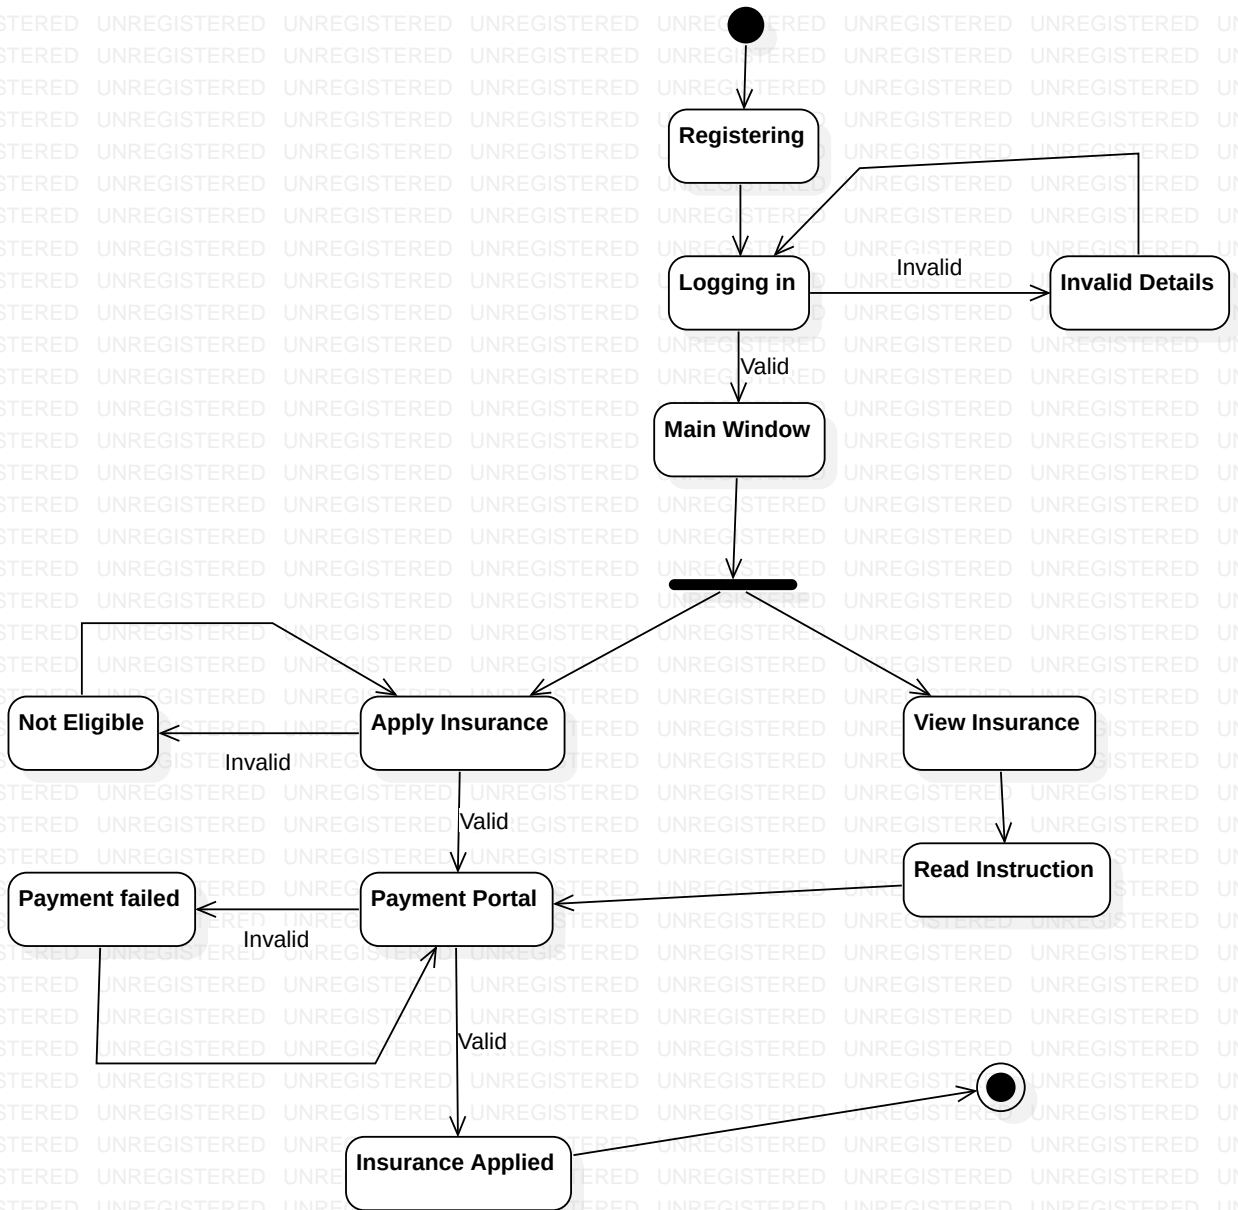 Registering
Logging in
Invalid
Invalid Details
Valid
Main Window
Not Eligible
Apply Insurance
View Insurance
Invalid
Valid
Read Instruction
Payment failed
Payment Portal
Invalid
Valid
Insurance Applied
UNREGISTERED